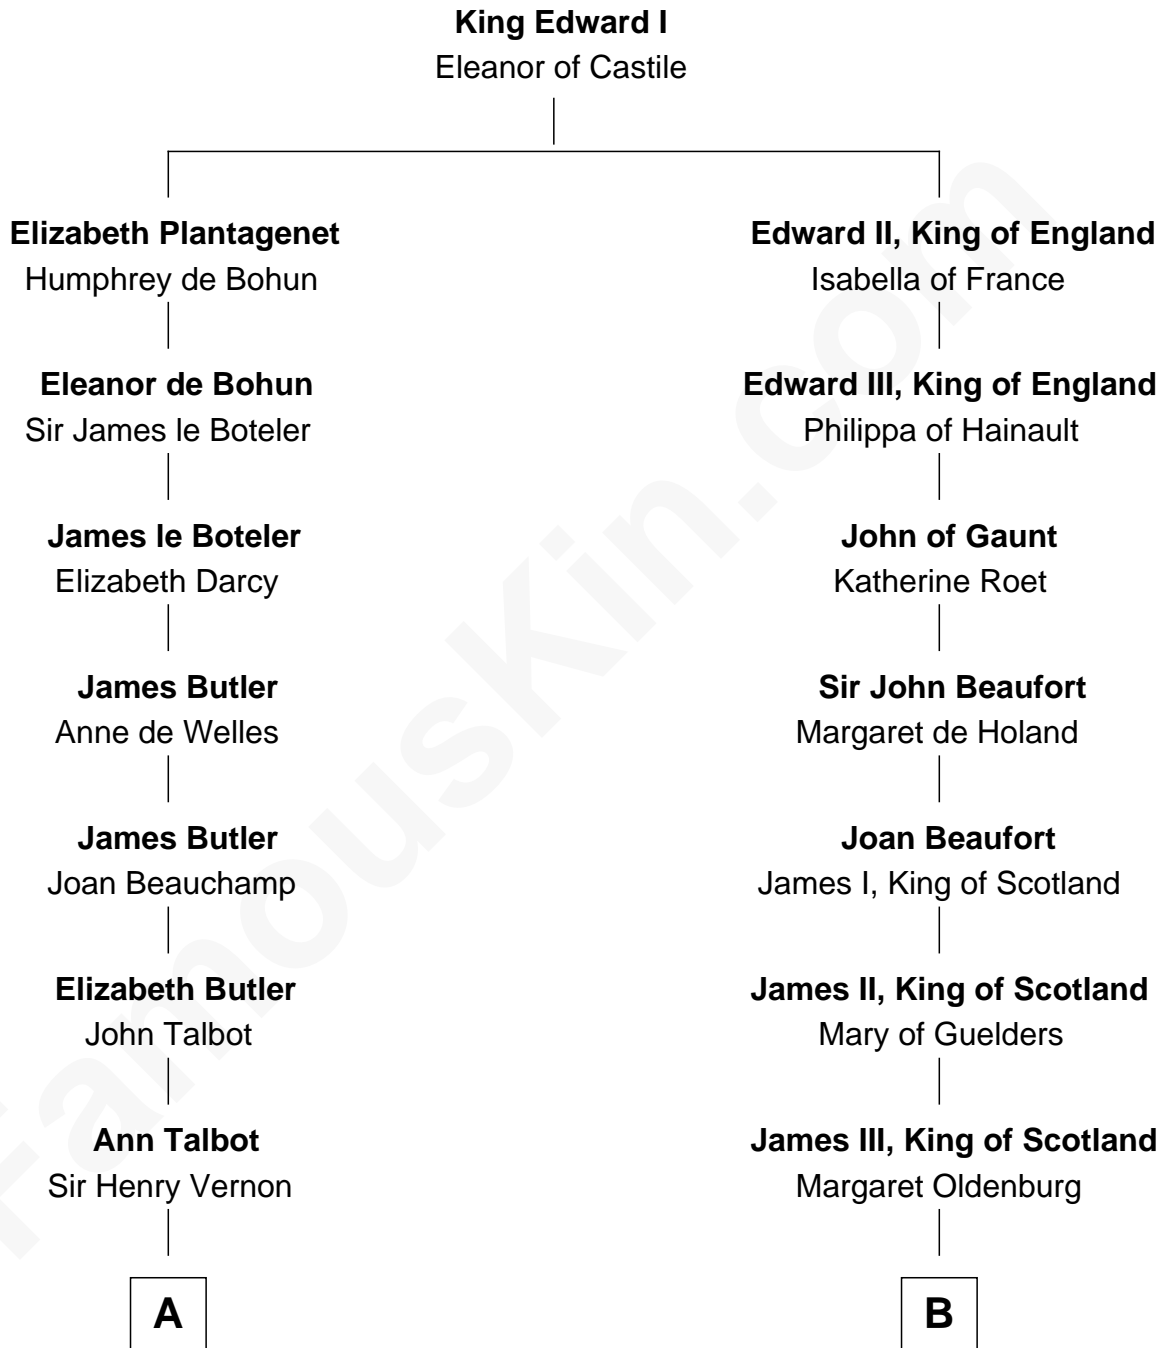 King Edward I
Eleanor of Castile
Elizabeth Plantagenet
Humphrey de Bohun
Edward II, King of England
Isabella of France
Eleanor de Bohun
Sir James le Boteler
Edward III, King of England
Philippa of Hainault
James le Boteler
Elizabeth Darcy
John of Gaunt
Katherine Roet
James Butler
Anne de Welles
Sir John Beaufort
Margaret de Holand
James Butler
Joan Beauchamp
Joan Beaufort
James I, King of Scotland
Elizabeth Butler
John Talbot
James II, King of Scotland
Mary of Guelders
Ann Talbot
Sir Henry Vernon
James III, King of Scotland
Margaret Oldenburg
A
B
FamousKin.com